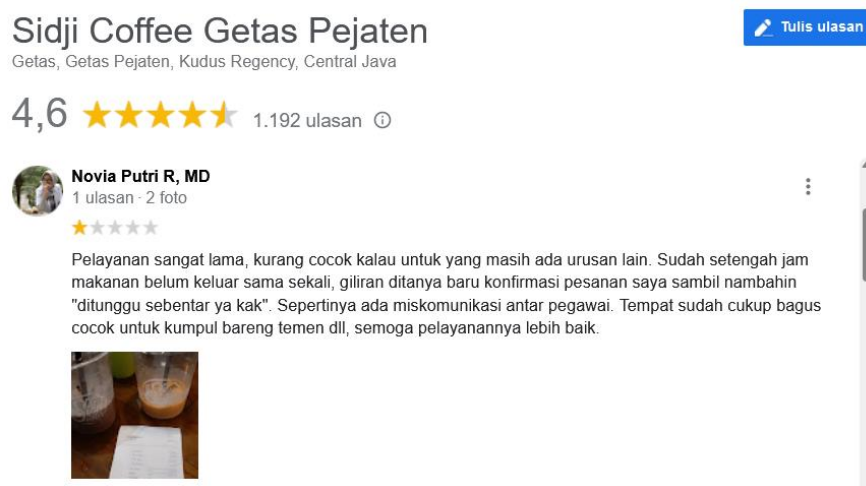 Sidji Coffee Getas Pejaten
Tulis ulasan
Getas, Getas Pejaten, Kudus Regency, Central Java
4,6
1.192 ulasan
Novia Putri R, MD
1 ulasan · 2 foto
Pelayanan sangat lama, kurang cocok kalau untuk yang masih ada urusan lain. Sudah setengah jam
makanan belum keluar sama sekali, giliran ditanya baru konfirmasi pesanan saya sambil nambahin
"ditunggu sebentar ya kak". Sepertinya ada miskomunikasi antar pegawai. Tempat sudah cukup bagus
cocok untuk kumpul bareng temen dll, semoga pelayanannya lebih baik.